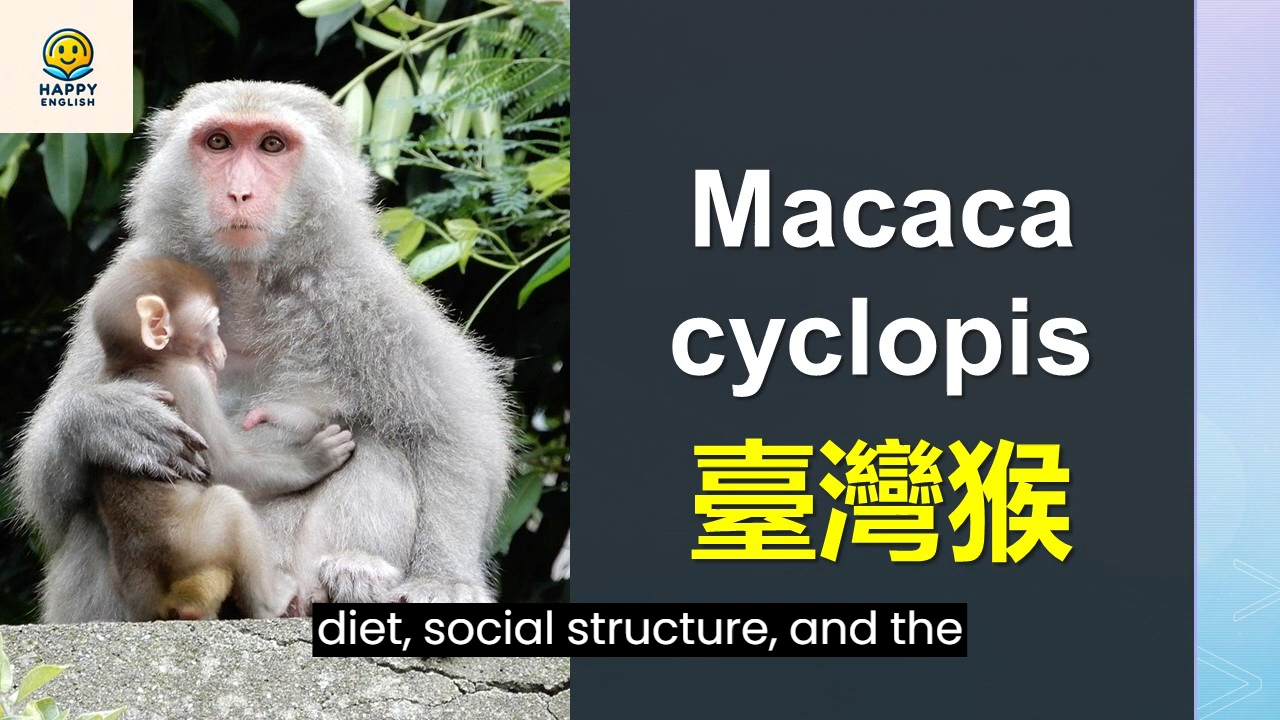 HAPPY
ENGLISH
Macaca
cyclopis
臺灣猴
diet, social structure, and the